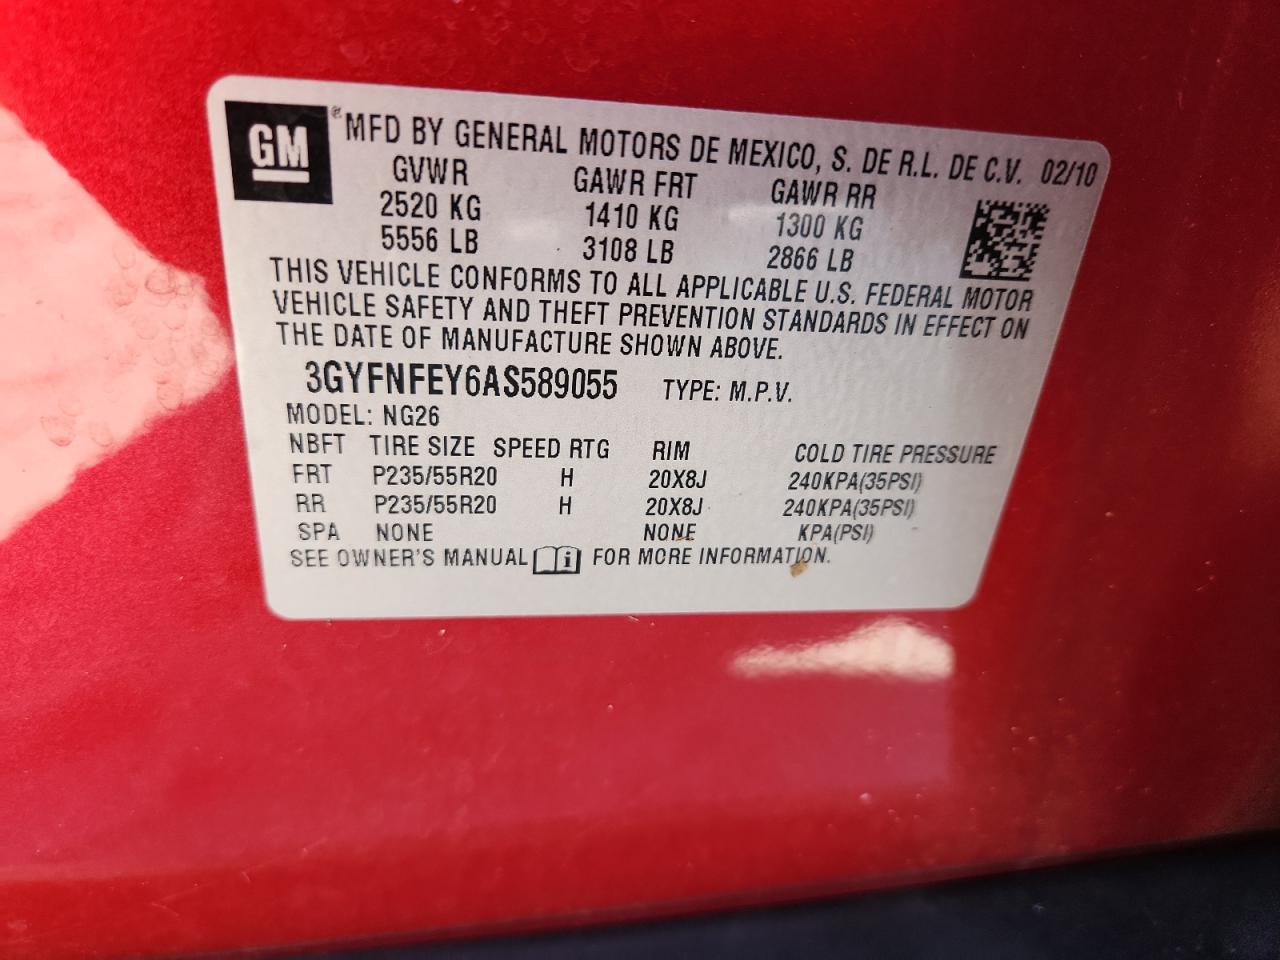 GM ® MFD BY GENERAL MOTORS DE MEXICO, S. DE R.L. DE C.V. 02/10
GVWR GAWR FRT GAWR RR
2520 KG 1410 KG 1300 KG
5556 LB 3108 LB 2866 LB
THIS VEHICLE CONFORMS TO ALL APPLICABLE U.S. FEDERAL MOTOR
VEHICLE SAFETY AND THEFT PREVENTION STANDARDS IN EFFECT ON
THE DATE OF MANUFACTURE SHOWN ABOVE.
3GYFNFEY6AS589055 TYPE: M.P.V.
MODEL: NG26
NBFT TIRE SIZE SPEED RTG RIM COLD TIRE PRESSURE
FRT P235/55R20 H 20X8J 240KPA(35PSI)
RR P235/55R20 H 20X8J 240KPA(35PSI)
SPA NONE NONE KPA(PSI)
SEE OWNER'S MANUAL i FOR MORE INFORMATION.